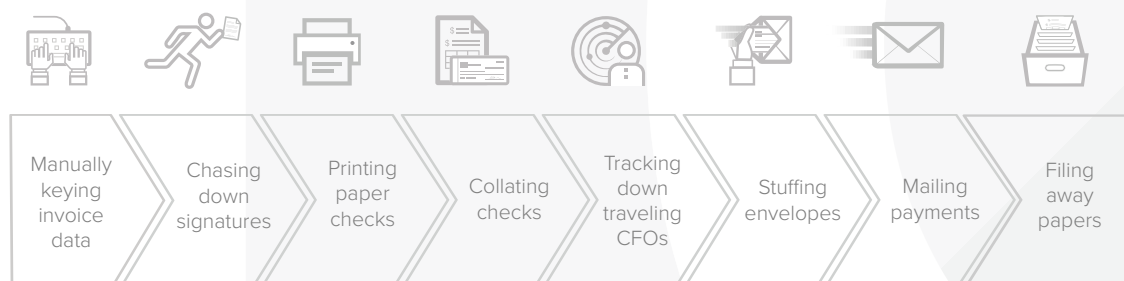 Manually
keying
invoice
data
Chasing
down
signatures
Printing
paper
checks
Collating
checks
Tracking
down
traveling
CFOs
Stuffing
envelopes
Mailing
payments
Filing
away
papers